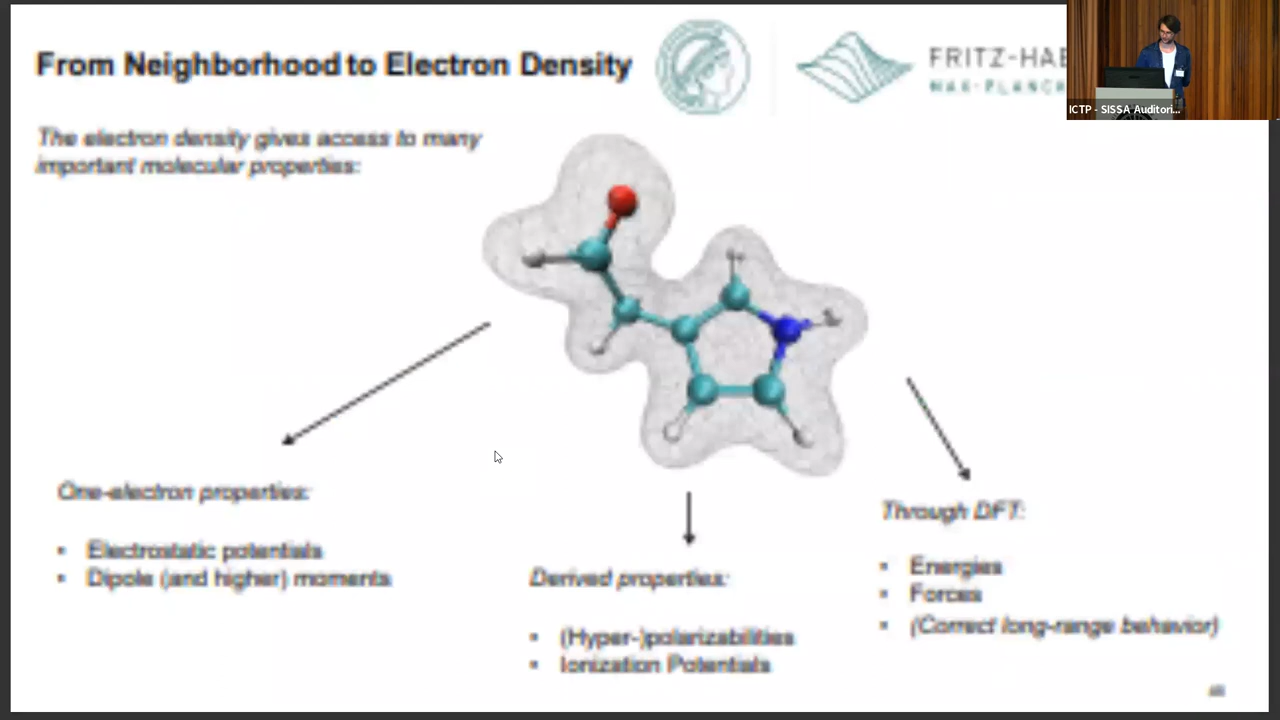 From Neighborhood to Electron Density
FRITZ-HAB
MAX-PLANCK
ICTP - SISSA Auditori...
The electron density gives access to many
important molecular properties:
One-electron properties:
• Electrostatic potentials
• Dipole (and higher) moments
Derived properties:
• (Hyper-)polarizabilities
• Ionization Potentials
Through DFT:
• Energies
• Forces
• (Correct long-range behavior)